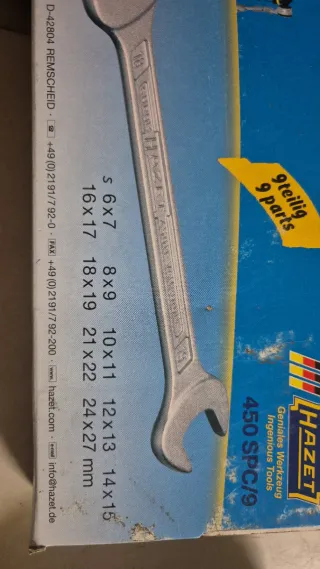 9teilig
9 parts
HAZET
Geniales Werkzeug
Ingenious Tools
450 SPC/9
s 6x7 8x9 10x11 12x13 14x15
16x17 18x19 21x22 24x27 mm
D-42804 REMSCHEID · ☎ +49(0)2191/792-0 · FAX +49(0)2191/792-200 · www. hazet.com · e-mail info@hazet.de